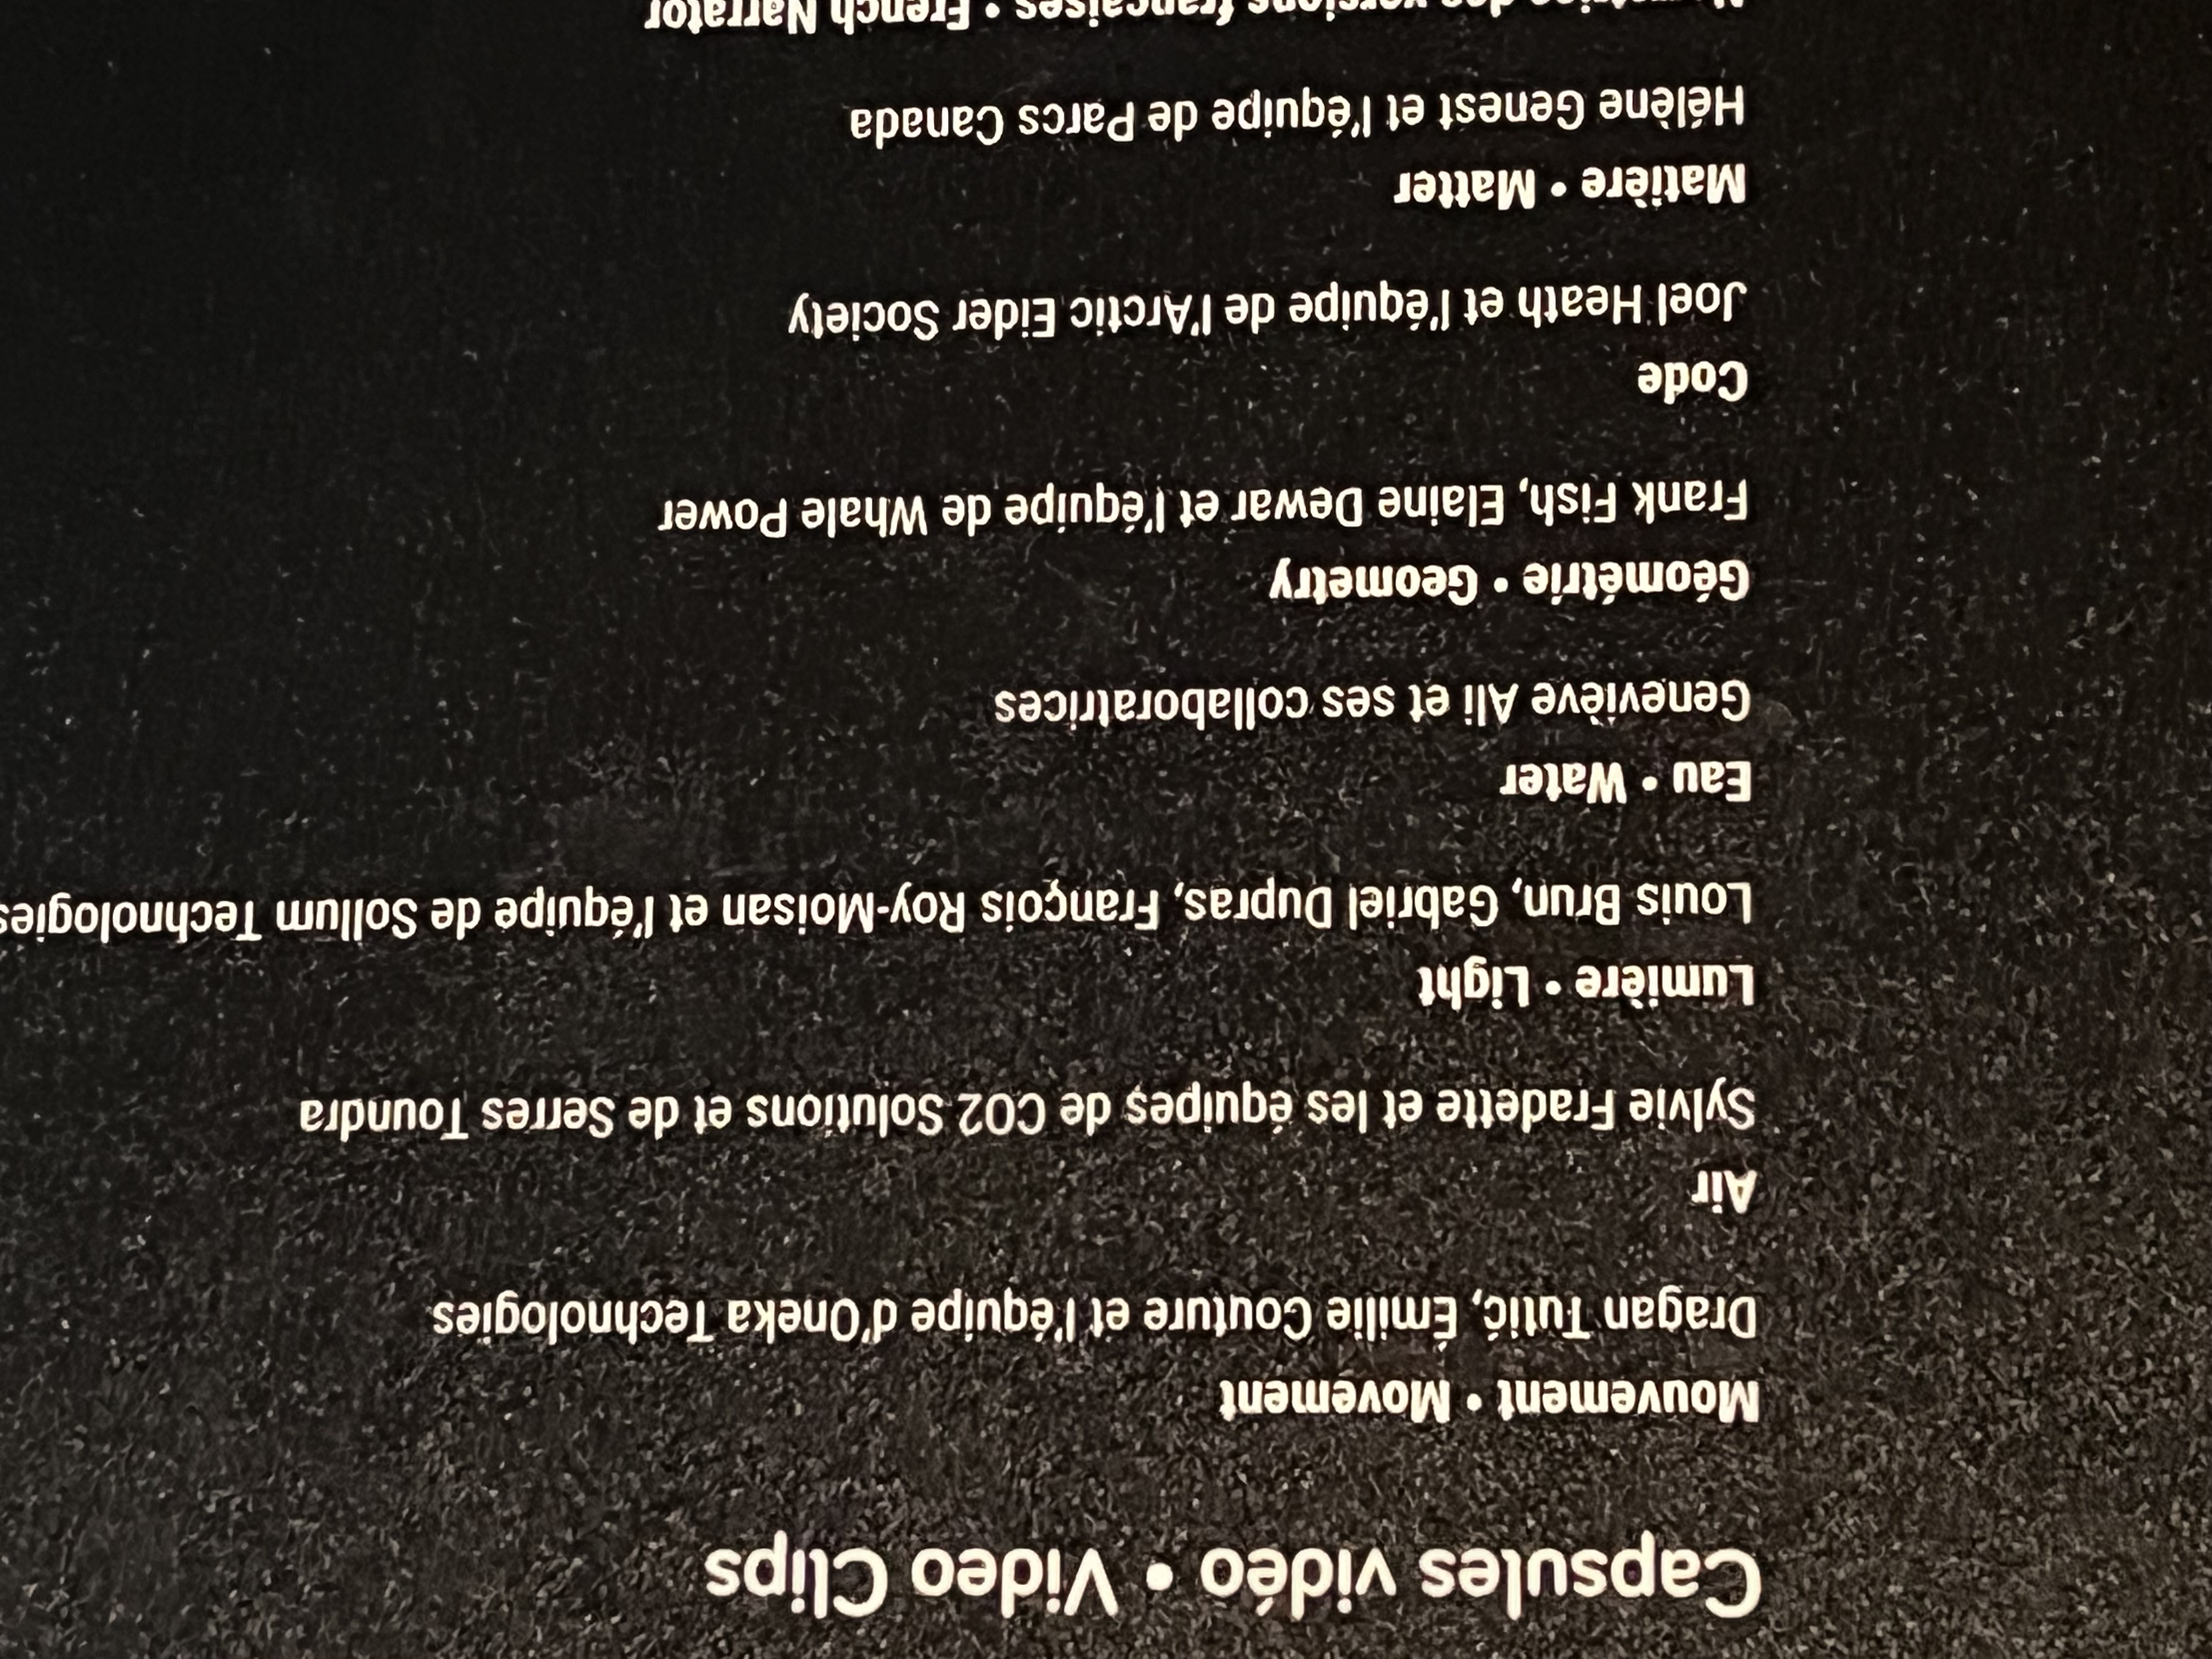 Capsules vidéo • Video Clips
Mouvement • Movement
Dragan Tutić, Émilie Couture et l'équipe d'Oneka Technologies
Air
Sylvie Fradette et les équipes de CO2 Solutions et de Serres Toundra
Lumière • Light
Louis Brun, Gabriel Dupras, François Roy-Moisan et l'équipe de Sollum Technologies
Eau • Water
Geneviève Ali et ses collaboratrices
Géométrie • Geometry
Frank Fish, Elaine Dewar et l'équipe de Whale Power
Code
Joel Heath et l'équipe de l'Arctic Eider Society
Matière • Matter
Hélène Genest et l'équipe de Parcs Canada
Narratrice des versions françaises • French Narrator